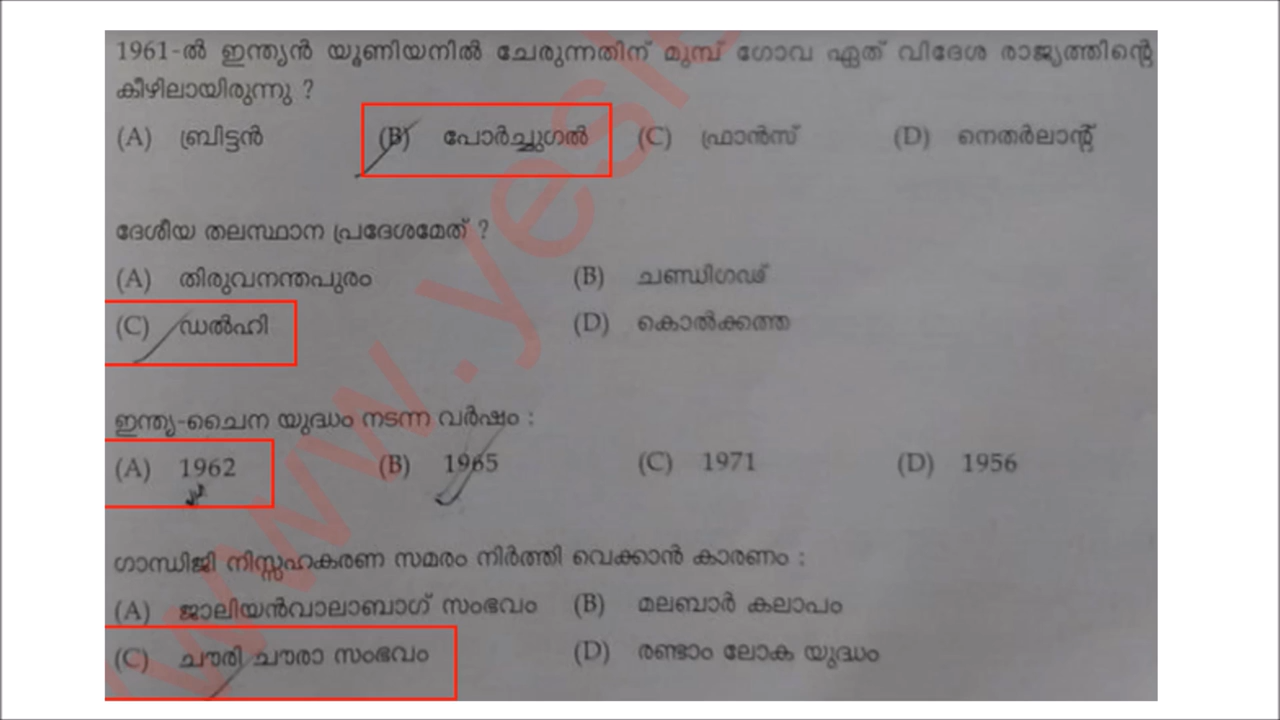 1961-ൽ ഇന്ത്യൻ യൂണിയനിൽ ചേരുന്നതിന് മുമ്പ് ഗോവ ഏത് വിദേശ രാജ്യത്തിന്റെ
കീഴിലായിരുന്നു ?
(A) ബ്രിട്ടൻ (B) പോർച്ചുഗൽ (C) ഫ്രാൻസ് (D) നെതർലാന്റ്
ദേശീയ തലസ്ഥാന പ്രദേശമേത് ?
(A) തിരുവനന്തപുരം (B) ചണ്ഡിഗഢ്
(C) ഡൽഹി (D) കൊൽക്കത്ത
ഇന്ത്യ-ചൈന യുദ്ധം നടന്ന വർഷം :
(A) 1962 (B) 1965 (C) 1971 (D) 1956
ഗാന്ധിജി നിസ്സഹകരണ സമരം നിർത്തി വെക്കാൻ കാരണം :
(A) ജാലിയൻവാലാബാഗ് സംഭവം (B) മലബാർ കലാപം
(C) ചൗരി ചൗരാ സംഭവം (D) രണ്ടാം ലോക യുദ്ധം